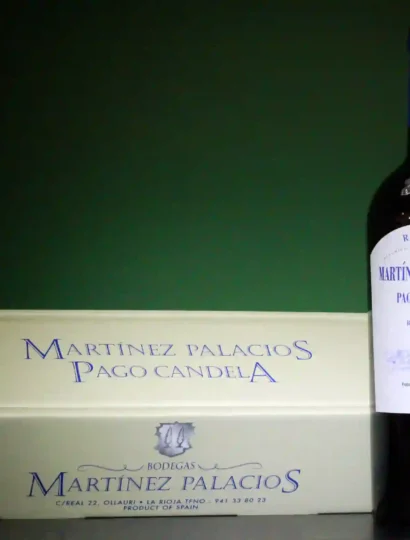 MARTÍNEZ PALACIOS
PAGO CANDELA
BODEGAS
MARTÍNEZ PALACIOS
C/REAL 22, OLLAURI • LA RIOJA TFNO - 941 33 80 23
PRODUCT OF SPAIN
MARTÍN